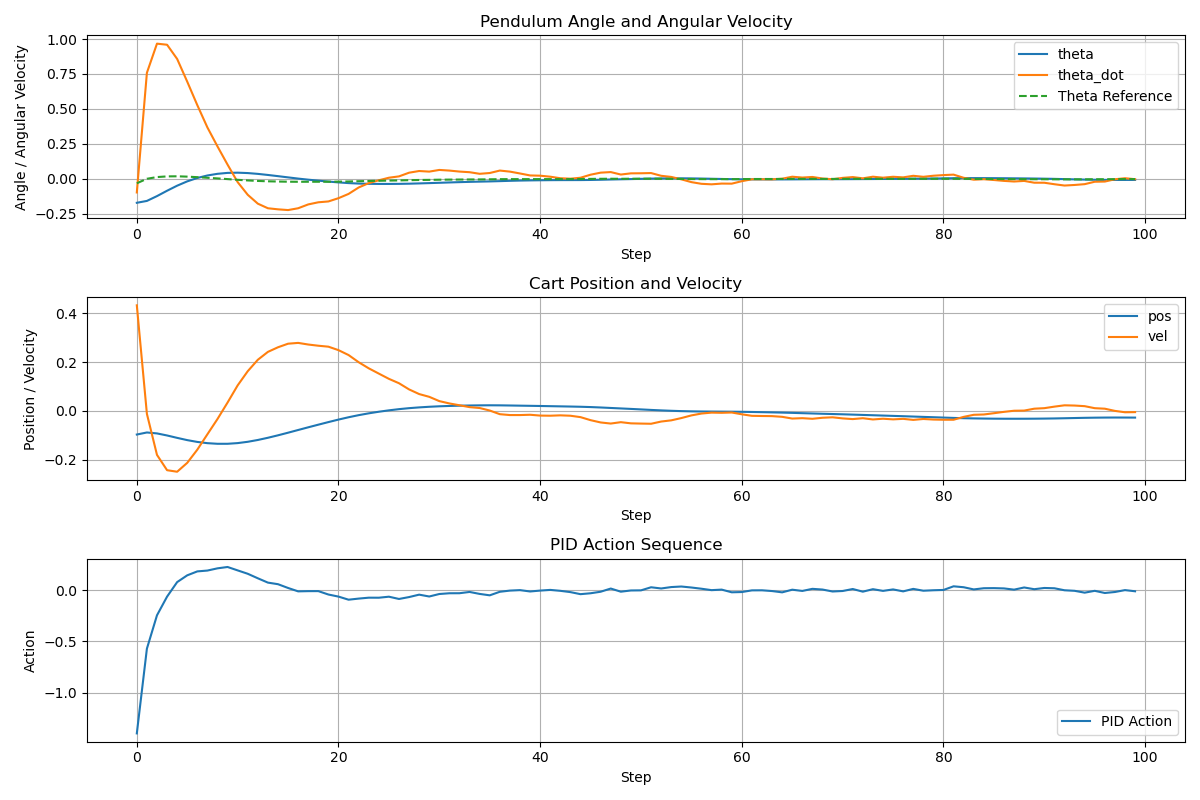 Pendulum Angle and Angular Velocity
Angle / Angular Velocity
1.00
0.75
0.50
0.25
0.00
−0.25
theta
theta_dot
Theta Reference
0 20 40 60 80 100
Step
Cart Position and Velocity
Position / Velocity
0.4
0.2
0.0
−0.2
pos
vel
0 20 40 60 80 100
Step
PID Action Sequence
Action
0.0
−0.5
−1.0
PID Action
0 20 40 60 80 100
Step